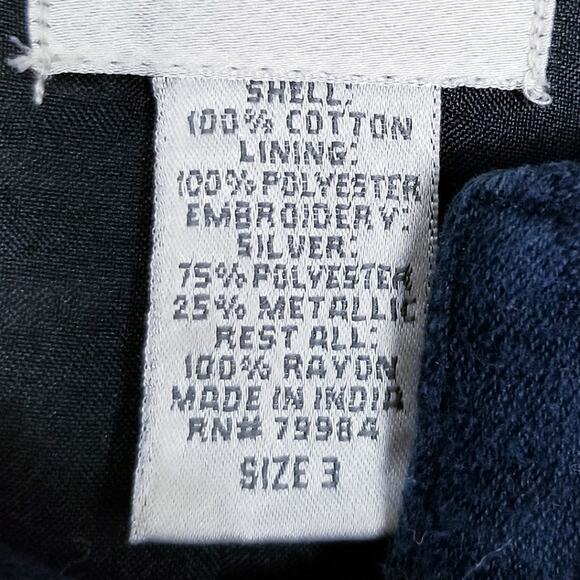 SHELL:
100% COTTON
LINING:
100% POLYESTER
EMBROIDERY:
SILVER:
75% POLYESTER
25% METALLIC
REST ALL:
100% RAYON
MADE IN INDIA
RN# 79984
SIZE 3